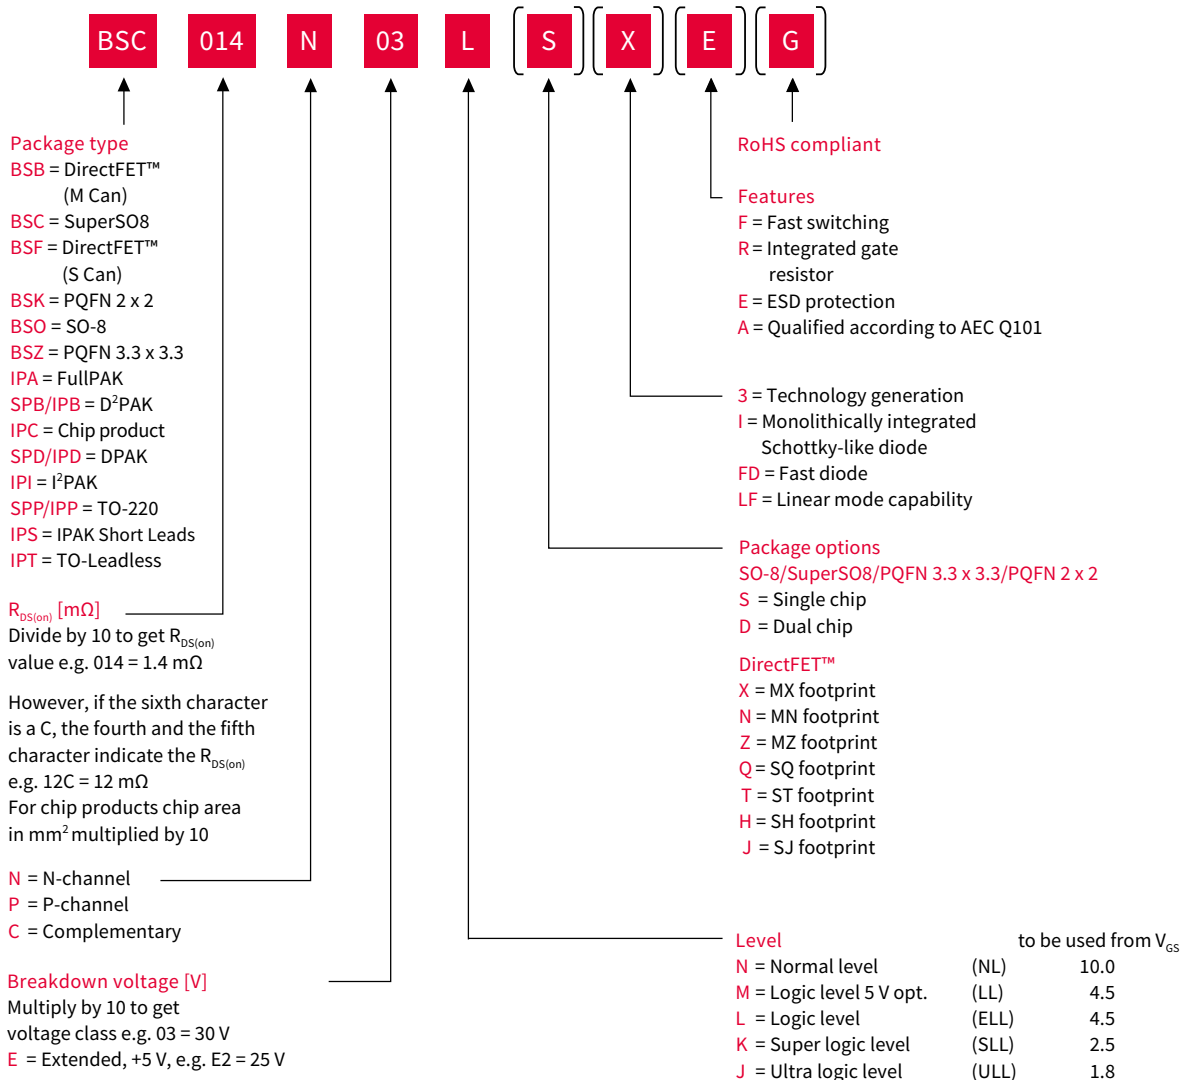 BSC 014 N 03 L S X E G
Package type
BSB = DirectFET™
(M Can)
BSC = SuperSO8
BSF = DirectFET™
(S Can)
BSK = PQFN 2 x 2
BSO = SO-8
BSZ = PQFN 3.3 x 3.3
IPA = FullPAK
SPB/IPB = D²PAK
IPC = Chip product
SPD/IPD = DPAK
IPI = I²PAK
SPP/IPP = TO-220
IPS = IPAK Short Leads
IPT = TO-Leadless
R_DS(on) [mΩ]
Divide by 10 to get R_DS(on)
value e.g. 014 = 1.4 mΩ
However, if the sixth character
is a C, the fourth and the fifth
character indicate the R_DS(on)
e.g. 12C = 12 mΩ
For chip products chip area
in mm² multiplied by 10
N = N-channel
P = P-channel
C = Complementary
Breakdown voltage [V]
Multiply by 10 to get
voltage class e.g. 03 = 30 V
E = Extended, +5 V, e.g. E2 = 25 V
RoHS compliant
Features
F = Fast switching
R = Integrated gate
resistor
E = ESD protection
A = Qualified according to AEC Q101
3 = Technology generation
I = Monolithically integrated
Schottky-like diode
FD = Fast diode
LF = Linear mode capability
Package options
SO-8/SuperSO8/PQFN 3.3 x 3.3/PQFN 2 x 2
S = Single chip
D = Dual chip
DirectFET™
X = MX footprint
N = MN footprint
Z = MZ footprint
Q = SQ footprint
T = ST footprint
H = SH footprint
J = SJ footprint
Level to be used from V_GS
N = Normal level (NL) 10.0
M = Logic level 5 V opt. (LL) 4.5
L = Logic level (ELL) 4.5
K = Super logic level (SLL) 2.5
J = Ultra logic level (ULL) 1.8